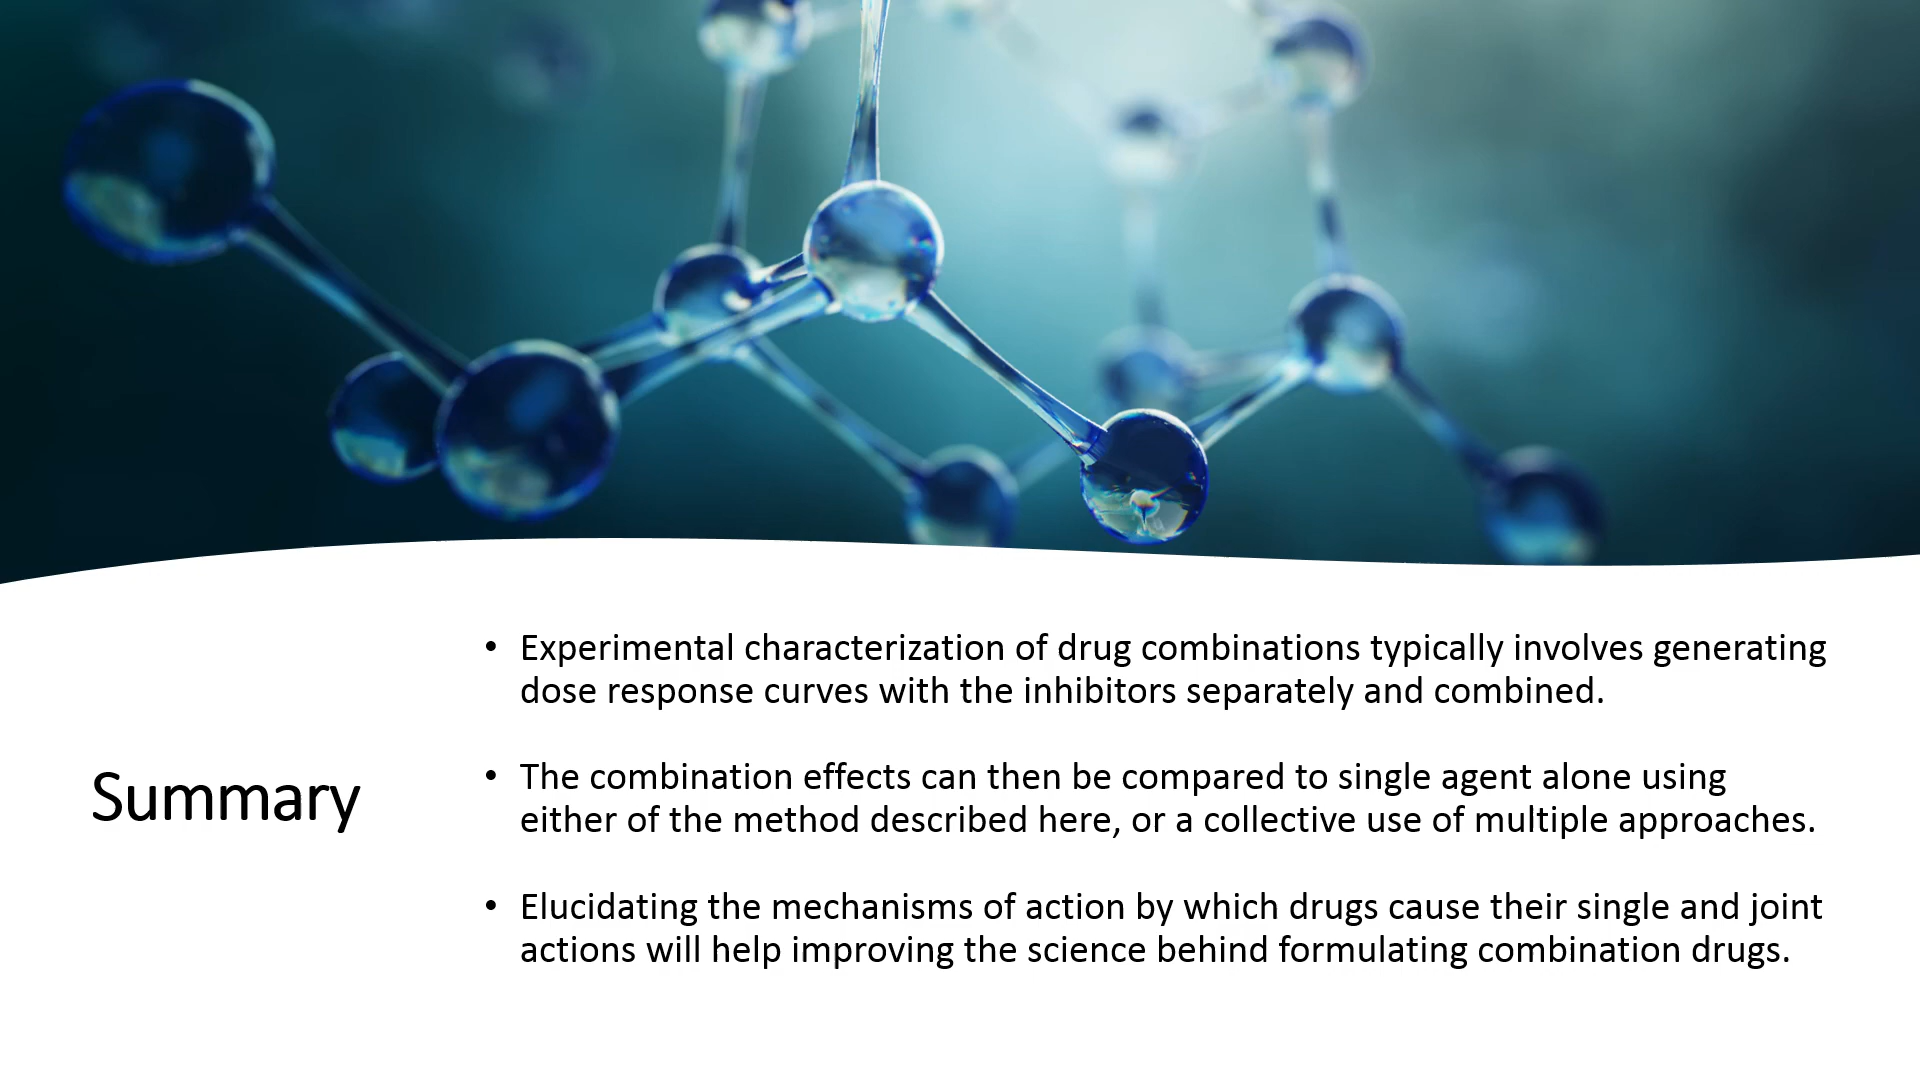 Summary
• Experimental characterization of drug combinations typically involves generating
dose response curves with the inhibitors separately and combined.
• The combination effects can then be compared to single agent alone using
either of the method described here, or a collective use of multiple approaches.
• Elucidating the mechanisms of action by which drugs cause their single and joint
actions will help improving the science behind formulating combination drugs.